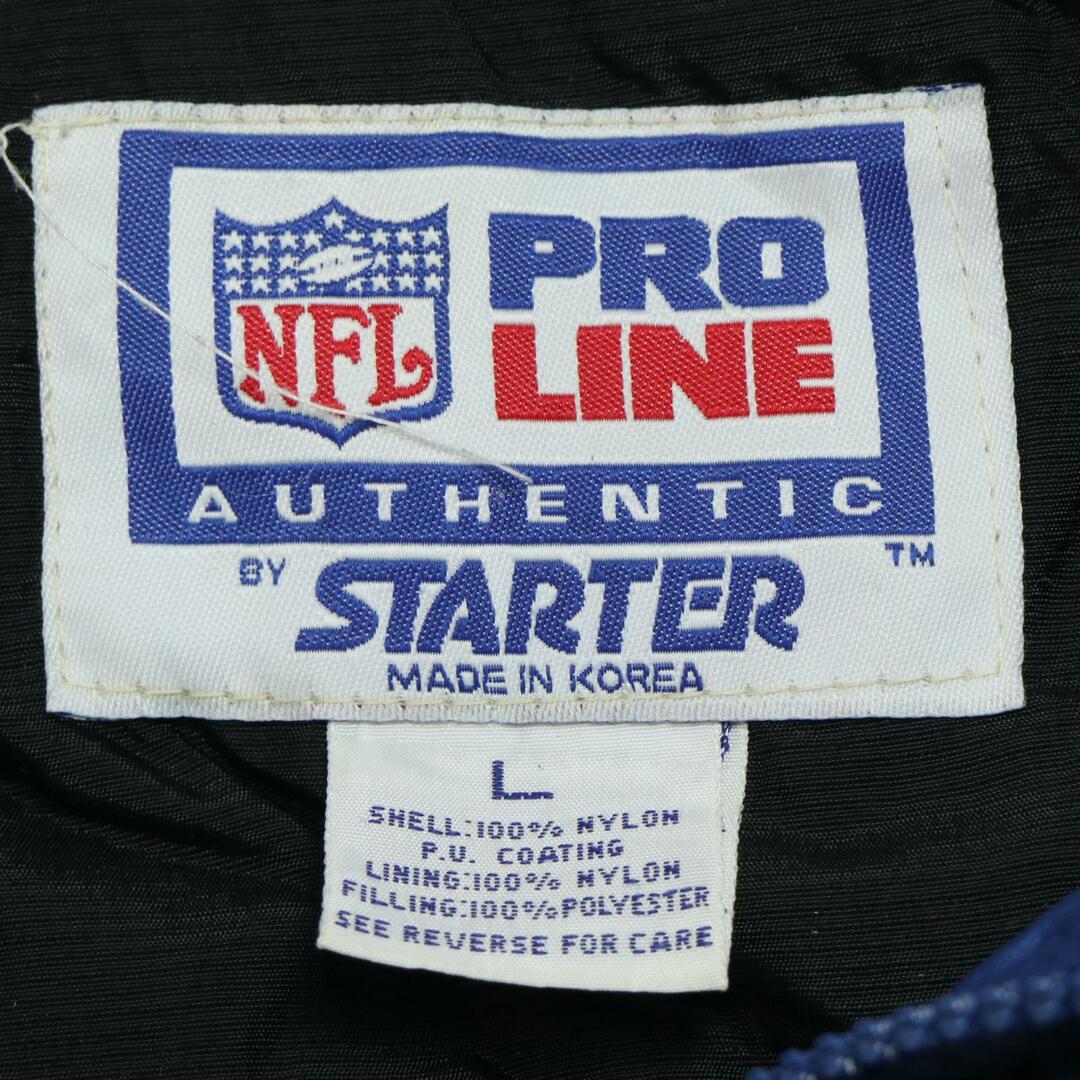 NFL
PRO
LINE
AUTHENTIC
BY STARTER TM
MADE IN KOREA
L
SHELL:100% NYLON
P.U. COATING
LINING:100% NYLON
FILLING:100%POLYESTER
SEE REVERSE FOR CARE